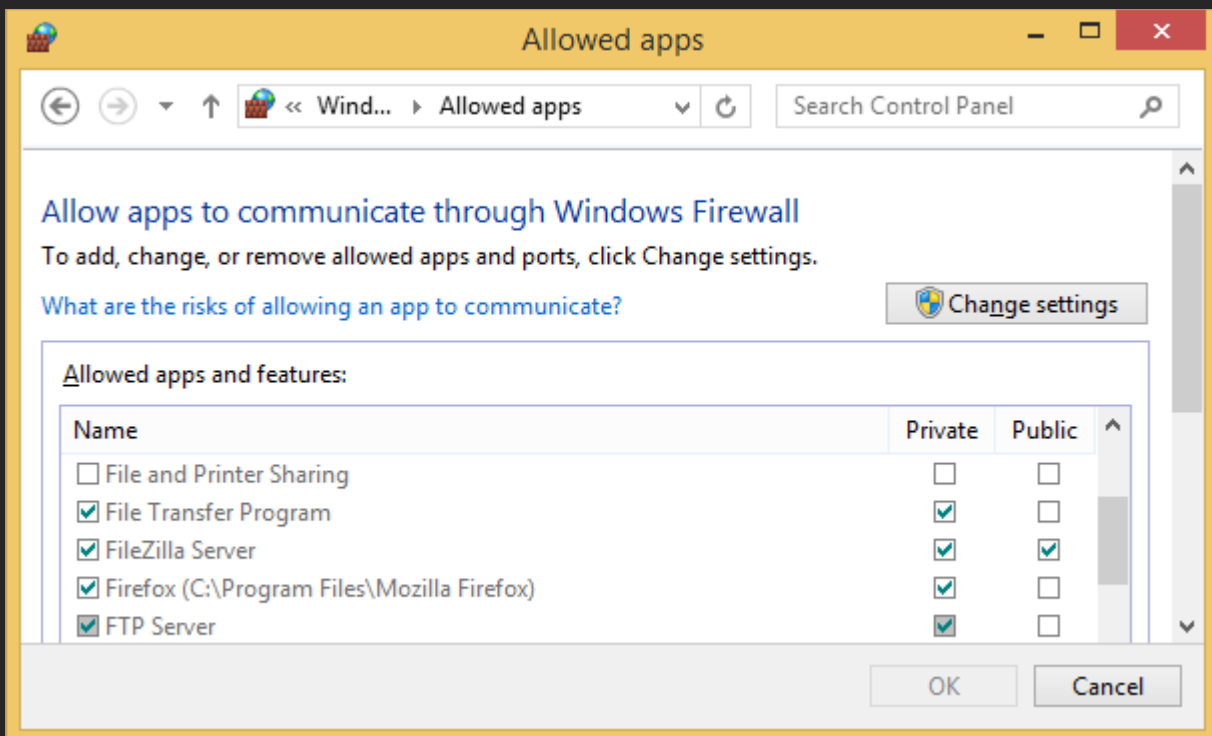 Allowed apps
« Wind... Allowed apps Search Control Panel
Allow apps to communicate through Windows Firewall
To add, change, or remove allowed apps and ports, click Change settings.
What are the risks of allowing an app to communicate? Change settings
Allowed apps and features:
Name Private Public
File and Printer Sharing
File Transfer Program
FileZilla Server
Firefox (C:\Program Files\Mozilla Firefox)
FTP Server
OK Cancel